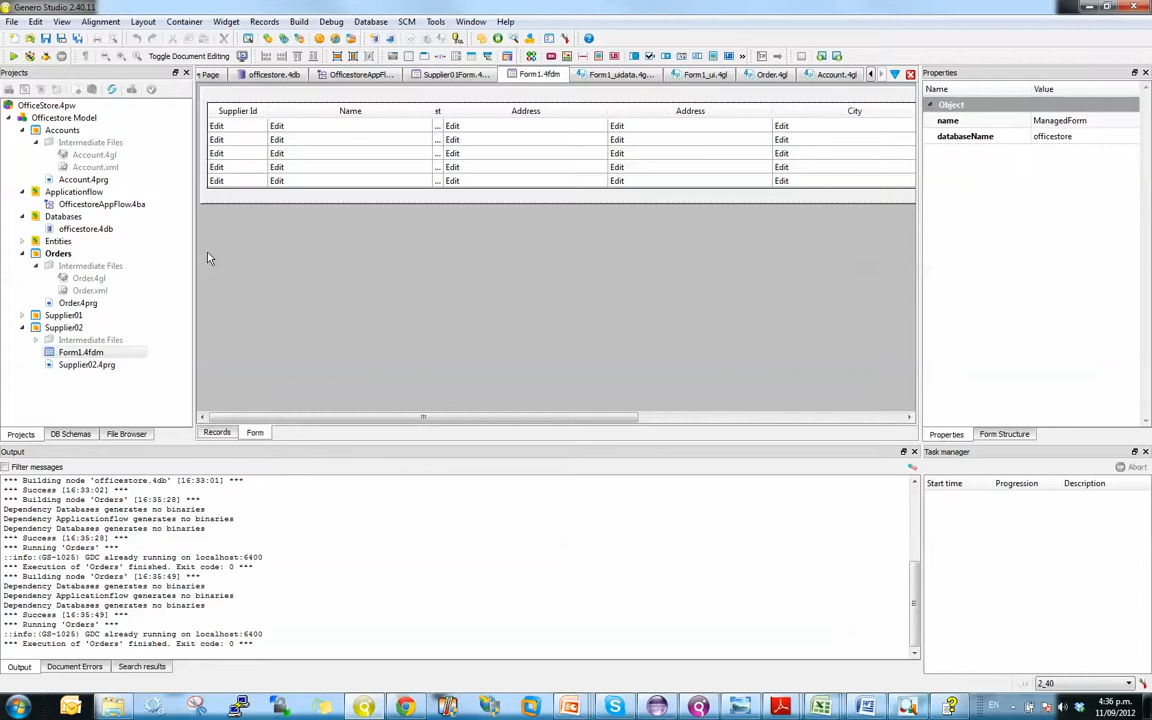 Genero Studio 2.40.11
File Edit View Alignment Layout Container Widget Records Build Debug Database SCM Tools Window Help
Toggle Document Editing
Projects
Page officestore.4db OfficestoreAppFl... Supplier01Form.4... Form1.4fdm Form1_uidata.4g... Form1_ui.4gl Order.4gl Account.4gl
Properties
Name Value
Object
name ManagedForm
databaseName officestore
OfficeStore.4pw
Officestore Model
Accounts
Intermediate Files
Account.4gl
Account.xml
Account.4prg
Applicationflow
OfficestoreAppFlow.4ba
Databases
officestore.4db
Entities
Orders
Intermediate Files
Order.4gl
Order.xml
Order.4prg
Supplier01
Supplier02
Intermediate Files
Form1.4fdm
Supplier02.4prg
Supplier Id Name st Address Address City
Edit Edit ... Edit Edit Edit
Edit Edit ... Edit Edit Edit
Edit Edit ... Edit Edit Edit
Edit Edit ... Edit Edit Edit
Edit Edit ... Edit Edit Edit
Records Form
Projects DB Schemas File Browser
Properties Form Structure
Output
Filter messages
*** Building node 'officestore.4db' [16:33:01] ***
*** Success [16:33:02] ***
*** Building node 'Orders' [16:35:28] ***
Dependency Databases generates no binaries
Dependency Applicationflow generates no binaries
Dependency Databases generates no binaries
*** Success [16:35:28] ***
*** Running 'Orders' ***
::info:(GS-1025) GDC already running on localhost:6400
*** Execution of 'Orders' finished. Exit code: 0 ***
*** Building node 'Orders' [16:35:49] ***
Dependency Databases generates no binaries
Dependency Applicationflow generates no binaries
Dependency Databases generates no binaries
*** Success [16:35:49] ***
*** Running 'Orders' ***
::info:(GS-1025) GDC already running on localhost:6400
*** Execution of 'Orders' finished. Exit code: 0 ***
Task manager
Abort
Start time Progression Description
Output Document Errors Search results
2_40
EN 4:36 p.m.
11/09/2012